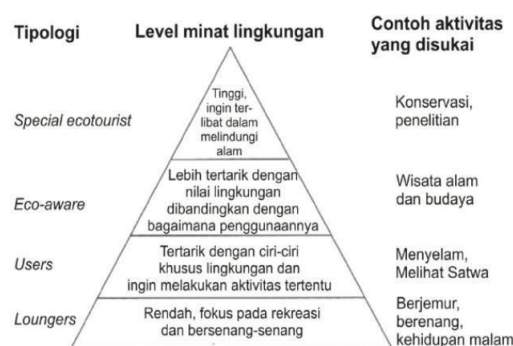 Tipologi
Level minat lingkungan
Contoh aktivitas
yang disukai
Special ecotourist
Tinggi,
ingin ter-
libat dalam
melindungi
alam
Konservasi,
penelitian
Eco-aware
Lebih tertarik dengan
nilai lingkungan
dibandingkan dengan
bagaimana penggunaannya
Wisata alam
dan budaya
Users
Tertarik dengan ciri-ciri
khusus lingkungan dan
ingin melakukan aktivitas tertentu
Menyelam,
Melihat Satwa
Loungers
Rendah, fokus pada rekreasi
dan bersenang-senang
Berjemur,
berenang,
kehidupan malam